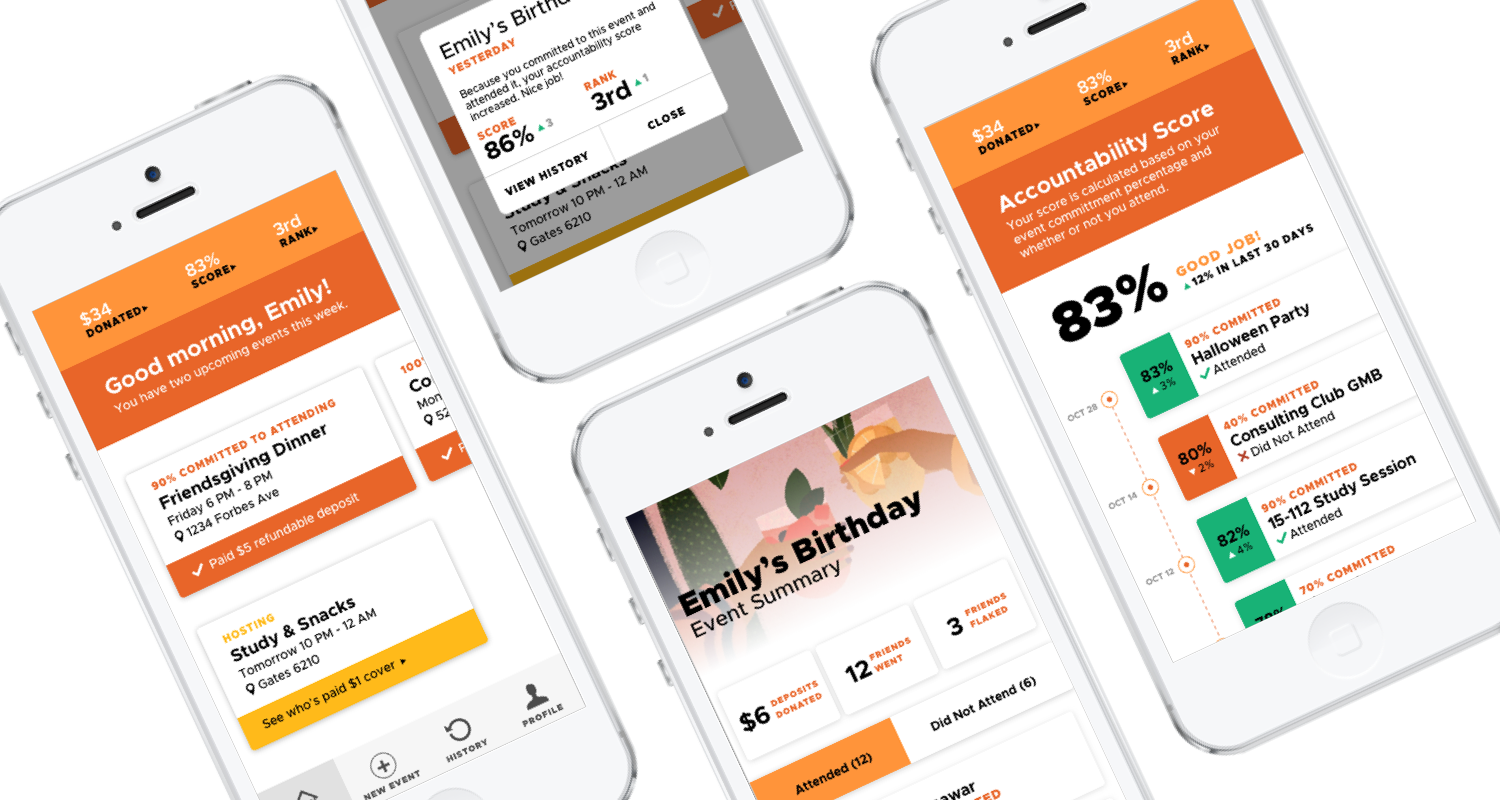 $34
DONATED▸
83%
SCORE▸
3rd
RANK▸
Good morning, Emily!
You have two upcoming events this week.
90% COMMITTED TO ATTENDING
Friendsgiving Dinner
Friday 6 PM - 8 PM
1234 Forbes Ave
Paid $5 refundable deposit
100%
HOSTING
Study & Snacks
Tomorrow 10 PM - 12 AM
Gates 6210
See who's paid $1 cover ▸
NEW EVENT
HISTORY
PROFILE
Emily's
YESTERDAY
Because you committed to this event and
attended it, your accountability score
increased. Nice job!
SCORE
86% ▲3
RANK
3rd ▲1
VIEW HISTORY
CLOSE
Study & Snacks
Tomorrow 10 PM - 12 AM
Gates 6210
Emily's Birthday
Event Summary
$6 DEPOSITS
DONATED
12 FRIENDS
WENT
3 FRIENDS
FLAKED
Attended (12)
Did Not Attend (6)
$34
DONATED▸
83%
SCORE▸
3rd
RANK▸
Accountability Score
Your score is calculated based on your
event committment percentage and
whether or not you attend.
83%
GOOD JOB!
▲12% IN LAST 30 DAYS
OCT 28
83%
▲3%
90% COMMITTED
Halloween Party
Attended
OCT 14
80%
▼2%
40% COMMITTED
Consulting Club GMB
Did Not Attend
OCT 12
82%
▲4%
90% COMMITTED
15-112 Study Session
Attended
70% COMMITTED